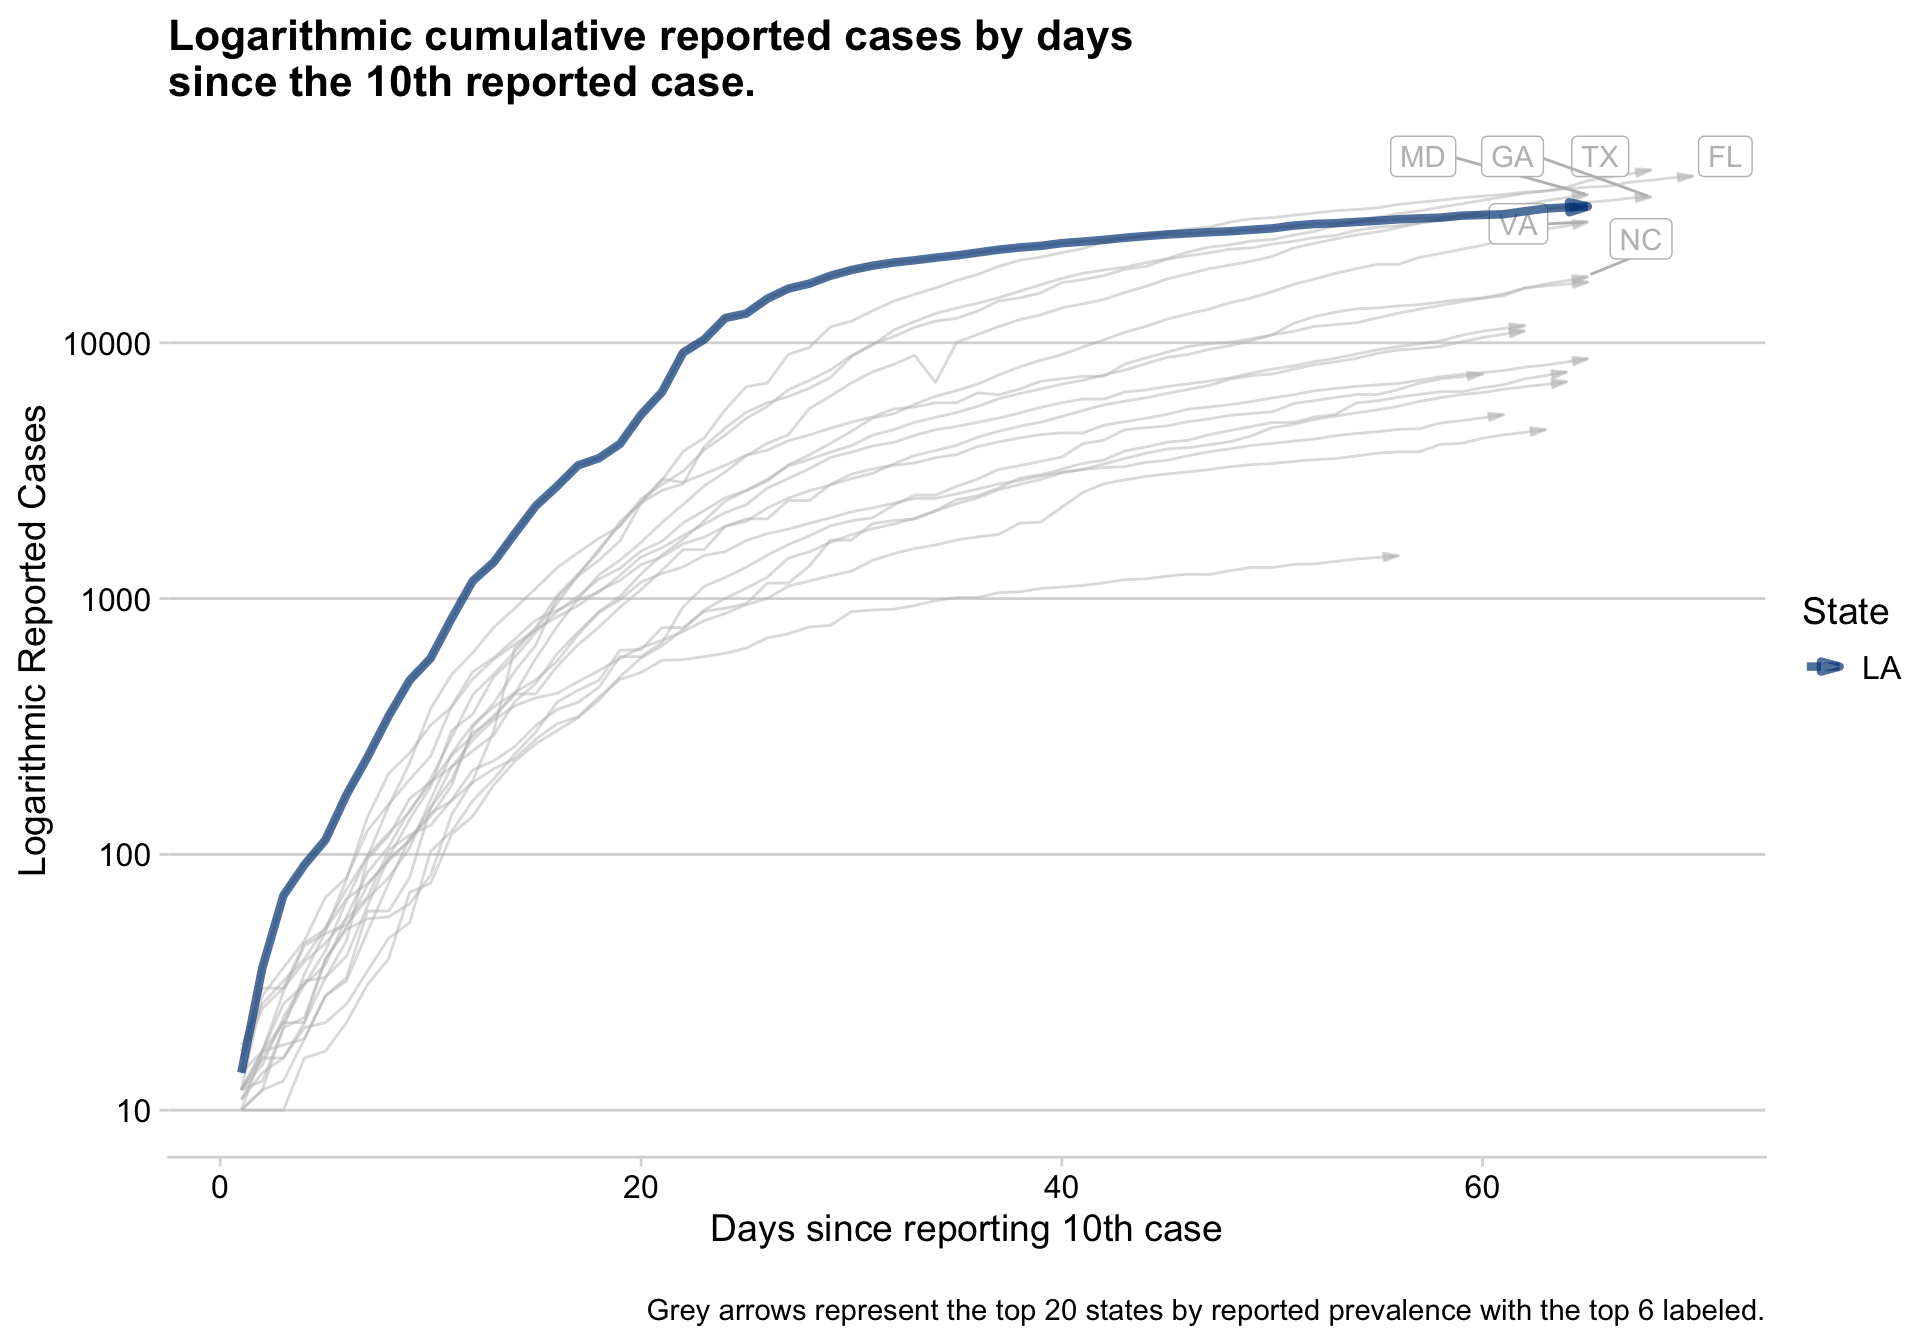 Logarithmic cumulative reported cases by days
since the 10th reported case.
MD
GA
TX
FL
VA
NC
Logarithmic Reported Cases
10000
1000
100
10
0
20
40
60
Days since reporting 10th case
State
LA
Grey arrows represent the top 20 states by reported prevalence with the top 6 labeled.